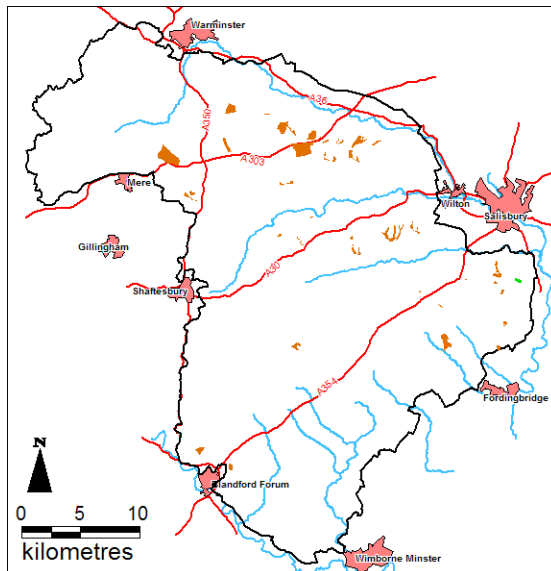 Warminster
A36
A350
A303
Mere
Wilton
Salisbury
Gillingham
A30
Shaftesbury
A354
Fordingbridge
N
Blandford Forum
0 5 10
kilometres
Wimborne Minster